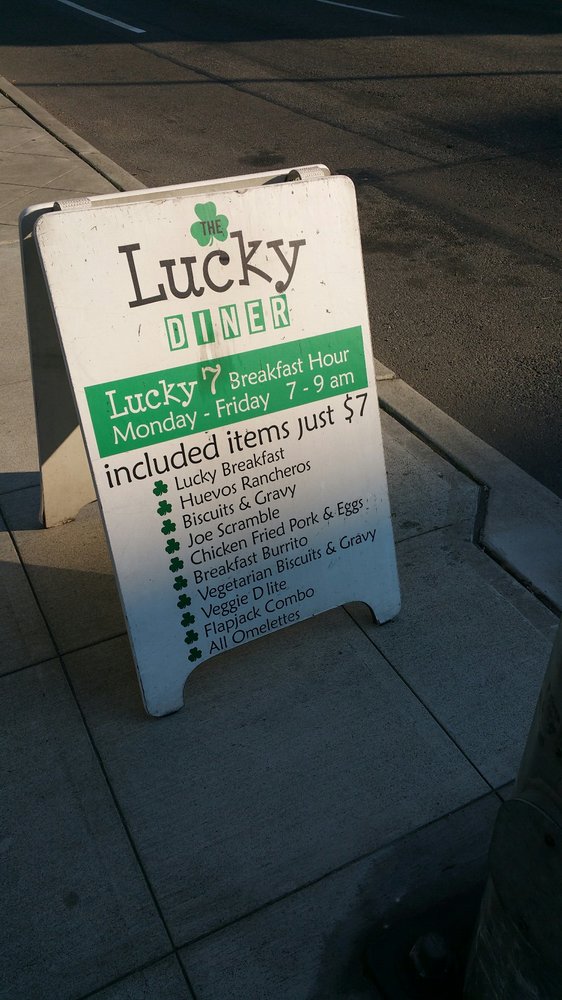 THE
Lucky
DINER
Lucky 7 Breakfast Hour
Monday - Friday 7 - 9 am
included items just $7
Lucky Breakfast
Huevos Rancheros
Biscuits & Gravy
Joe Scramble
Chicken Fried Pork & Eggs
Breakfast Burrito
Vegetarian Biscuits & Gravy
Veggie D lite
Flapjack Combo
All Omelettes